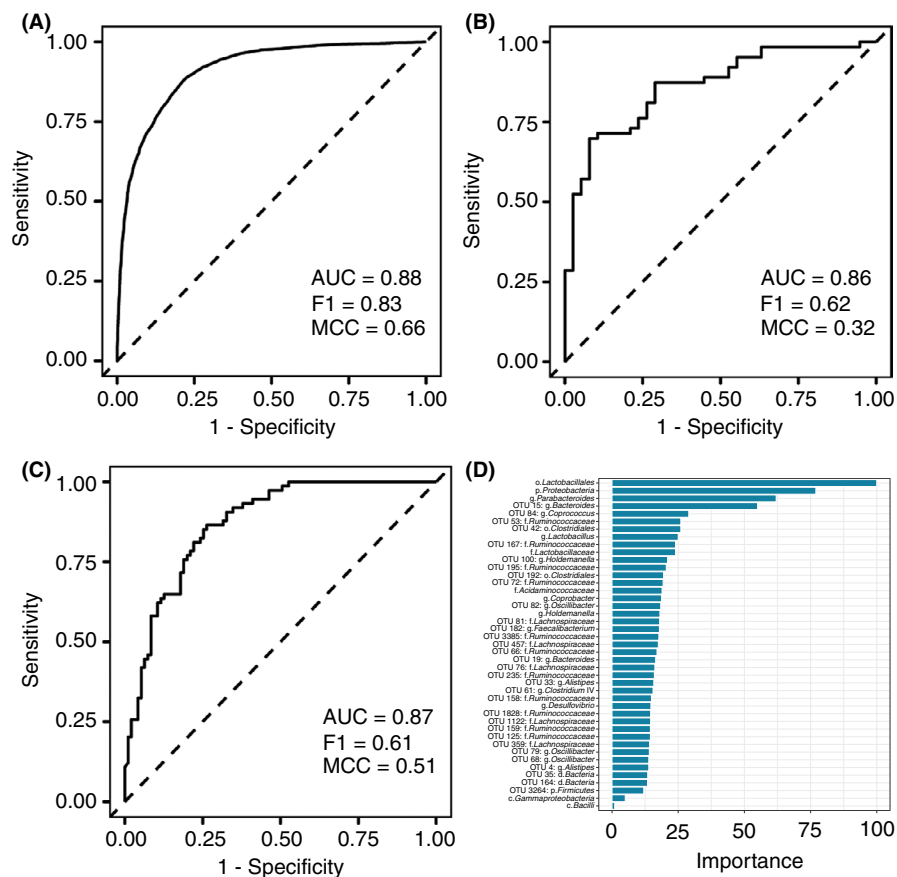 (A)
1.00
0.75
0.50
0.25
0.00
Sensitivity
AUC = 0.88
F1 = 0.83
MCC = 0.66
0.00 0.25 0.50 0.75 1.00
1 - Specificity
(B)
1.00
0.75
0.50
0.25
0.00
Sensitivity
AUC = 0.86
F1 = 0.62
MCC = 0.32
0.00 0.25 0.50 0.75 1.00
1 - Specificity
(C)
1.00
0.75
0.50
0.25
0.00
Sensitivity
AUC = 0.87
F1 = 0.61
MCC = 0.51
0.00 0.25 0.50 0.75 1.00
1 - Specificity
(D)
o.Lactobacillales
p.Proteobacteria
g.Parabacteroides
OTU 15: g.Bacteroides
OTU 84: g.Coprococcus
OTU 53: f.Ruminococcaceae
OTU 42: o.Clostridiales
g.Lactobacillus
OTU 167: f.Ruminococcaceae
f.Lactobacillaceae
OTU 100: g.Holdemanella
OTU 195: f.Ruminococcaceae
OTU 192: o.Clostridiales
OTU 72: f.Ruminococcaceae
f.Acidaminococcaceae
g.Coprobacter
OTU 82: g.Oscillibacter
g.Holdemanella
OTU 81: f.Lachnospiraceae
OTU 182: g.Faecalibacterium
OTU 3385: f.Ruminococcaceae
OTU 457: f.Lachnospiraceae
OTU 66: f.Ruminococcaceae
OTU 19: g.Bacteroides
OTU 76: f.Lachnospiraceae
OTU 235: f.Ruminococcaceae
OTU 33: g.Alistipes
OTU 61: g.Clostridium IV
OTU 158: f.Ruminococcaceae
g.Desulfovibrio
OTU 1828: f.Ruminococcaceae
OTU 1122: f.Lachnospiraceae
OTU 159: f.Ruminococcaceae
OTU 125: f.Ruminococcaceae
OTU 359: f.Lachnospiraceae
OTU 79: g.Oscillibacter
OTU 68: g.Oscillibacter
OTU 4: g.Alistipes
OTU 35: d.Bacteria
OTU 164: d.Bacteria
OTU 3264: p.Firmicutes
c.Gammaproteobacteria
c.Bacilli
0 25 50 75 100
Importance